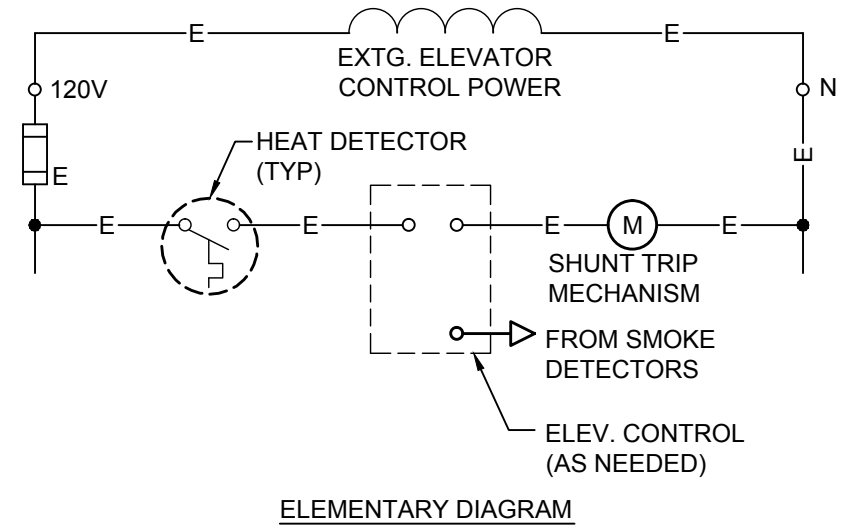 E
E
EXTG. ELEVATOR
CONTROL POWER
120V
N
HEAT DETECTOR
(TYP)
E
E
E
E
E
M
E
SHUNT TRIP
MECHANISM
FROM SMOKE
DETECTORS
ELEV. CONTROL
(AS NEEDED)
ELEMENTARY DIAGRAM